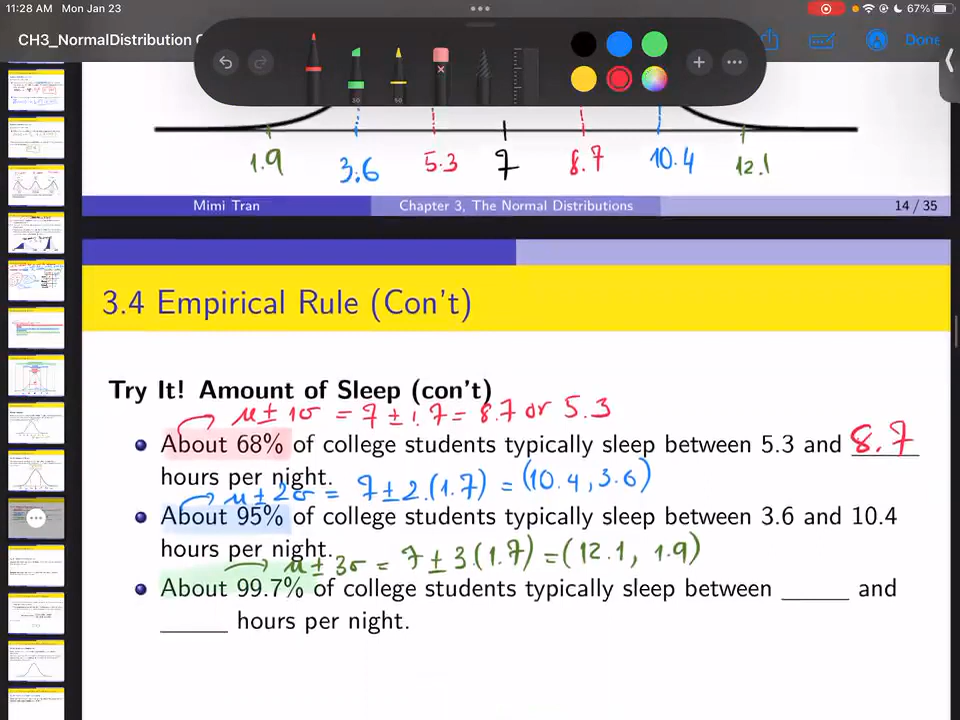 11:28 AM Mon Jan 23
67%
CH3_NormalDistribution
Done
50
50
1.9 3.6 5.3 7 8.7 10.4 12.1
Mimi Tran Chapter 3, The Normal Distributions 14 / 35
3.4 Empirical Rule (Con't)
Try It! Amount of Sleep (con't)
μ ± 1σ = 7 ± 1.7 = 8.7 or 5.3
About 68% of college students typically sleep between 5.3 and 8.7
hours per night.
μ ± 2σ = 7 ± 2.(1.7) = (10.4, 3.6)
About 95% of college students typically sleep between 3.6 and 10.4
hours per night.
μ ± 3σ = 7 ± 3(1.7) = (12.1, 1.9)
About 99.7% of college students typically sleep between _____ and
_____ hours per night.